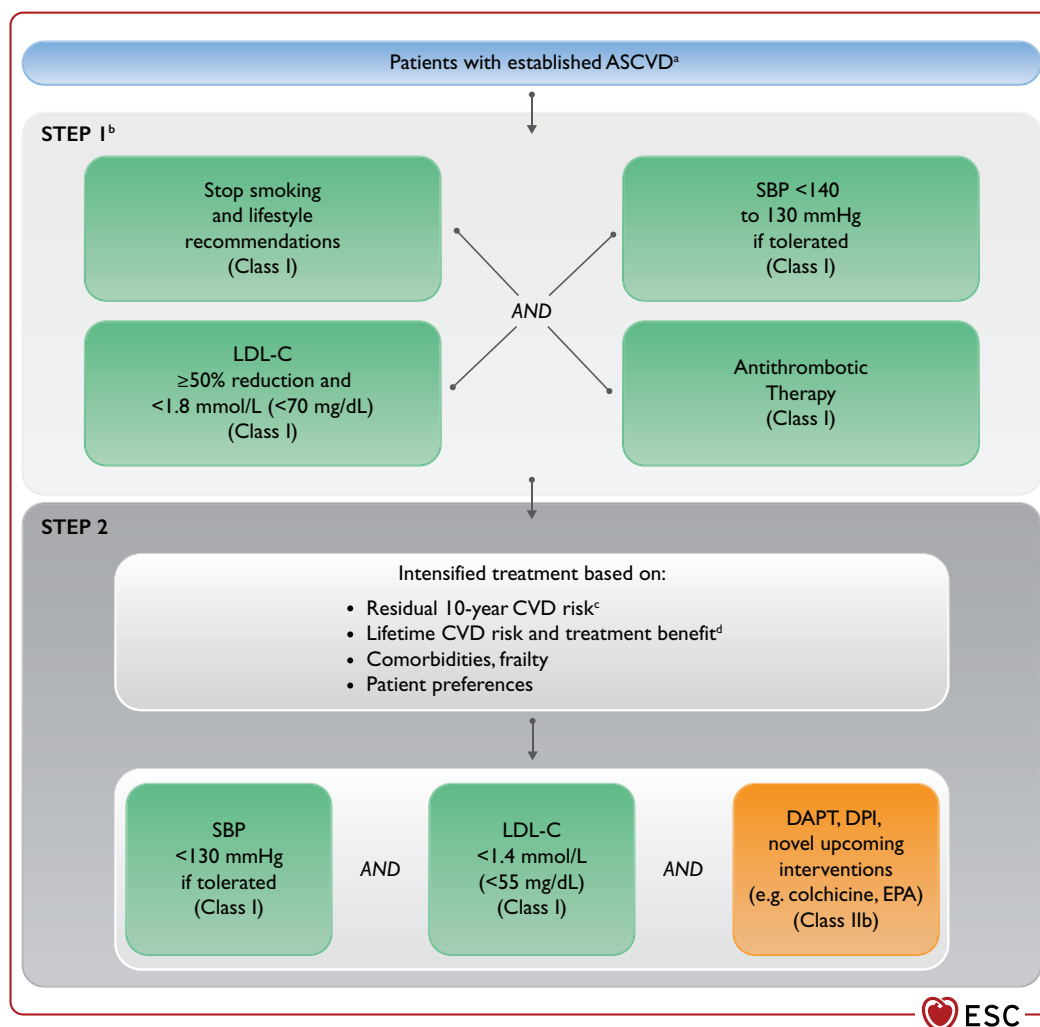 Patients with established ASCVDᵃ
STEP 1ᵇ
Stop smoking
and lifestyle
recommendations
(Class I)
SBP <140
to 130 mmHg
if tolerated
(Class I)
AND
LDL-C
≥50% reduction and
<1.8 mmol/L (<70 mg/dL)
(Class I)
Antithrombotic
Therapy
(Class I)
STEP 2
Intensified treatment based on:
• Residual 10-year CVD riskᶜ
• Lifetime CVD risk and treatment benefitᵈ
• Comorbidities, frailty
• Patient preferences
SBP
<130 mmHg
if tolerated
(Class I)
AND
LDL-C
<1.4 mmol/L
(<55 mg/dL)
(Class I)
AND
DAPT, DPI,
novel upcoming
interventions
(e.g. colchicine, EPA)
(Class IIb)
ESC